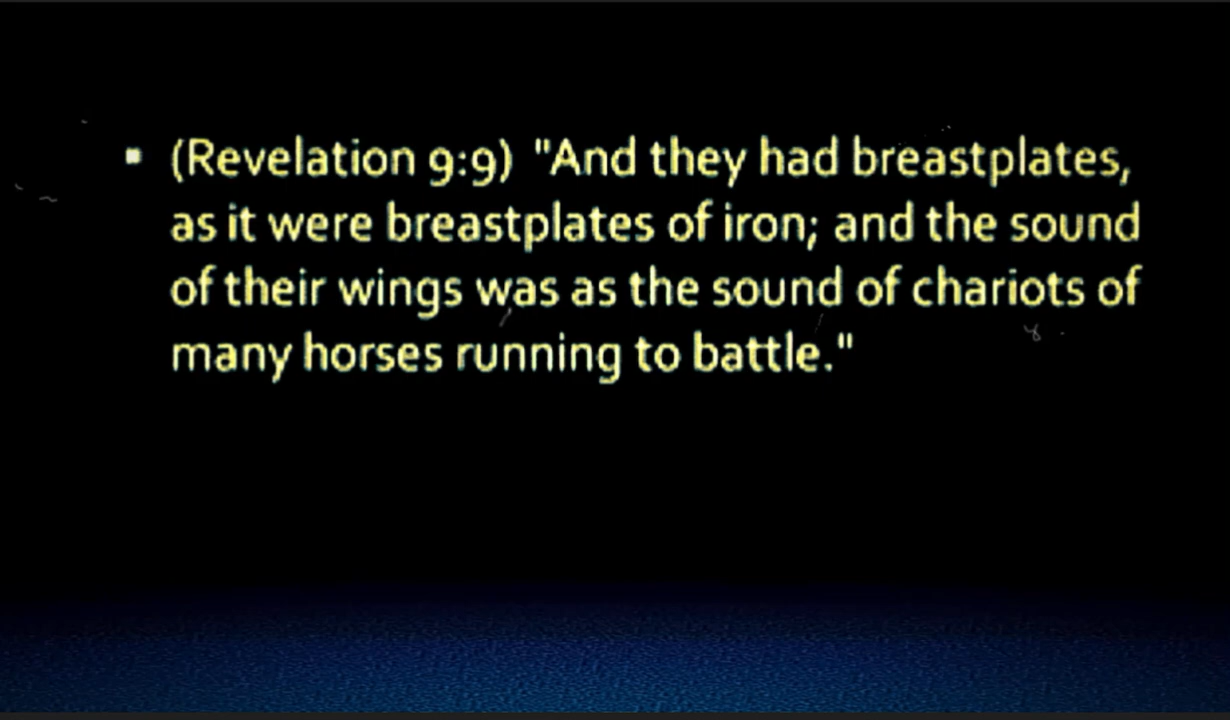 ▪ (Revelation 9:9) "And they had breastplates,
as it were breastplates of iron; and the sound
of their wings was as the sound of chariots of
many horses running to battle."